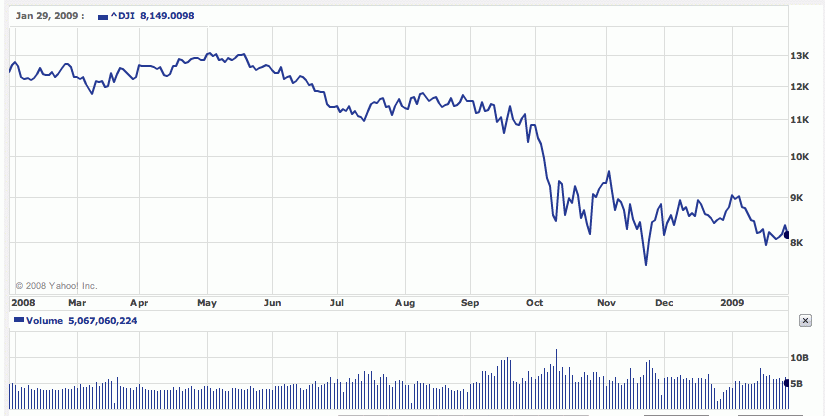 Jan 29, 2009 : ^DJI 8,149.0098
13K
12K
11K
10K
9K
8K
© 2008 Yahoo! Inc.
2008 Mar Apr May Jun Jul Aug Sep Oct Nov Dec 2009
Volume 5,067,060,224
10B
5B